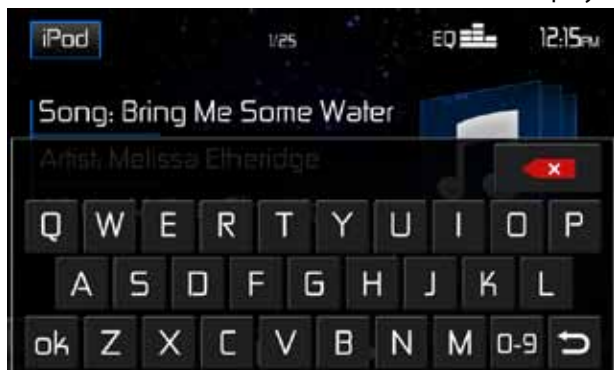 iPod 1/25 EQ 12:15PM
Song: Bring Me Some Water
Artist: Melissa Etheridge
Q W E R T Y U I O P
A S D F G H J K L
ok Z X C V B N M 0-9